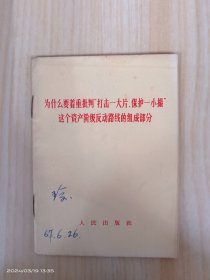 为什么要着重批判“打击一大片、保护一小撮”
这个资产阶级反动路线的组成部分
67.6.26.
人民出版社
2024/03/19 11:59